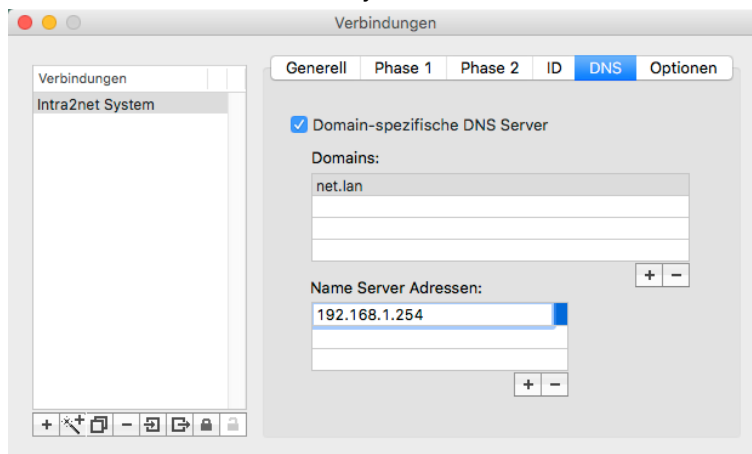 Verbindungen
Verbindungen
Intra2net System
Generell Phase 1 Phase 2 ID DNS Optionen
Domain-spezifische DNS Server
Domains:
net.lan
Name Server Adressen:
192.168.1.254